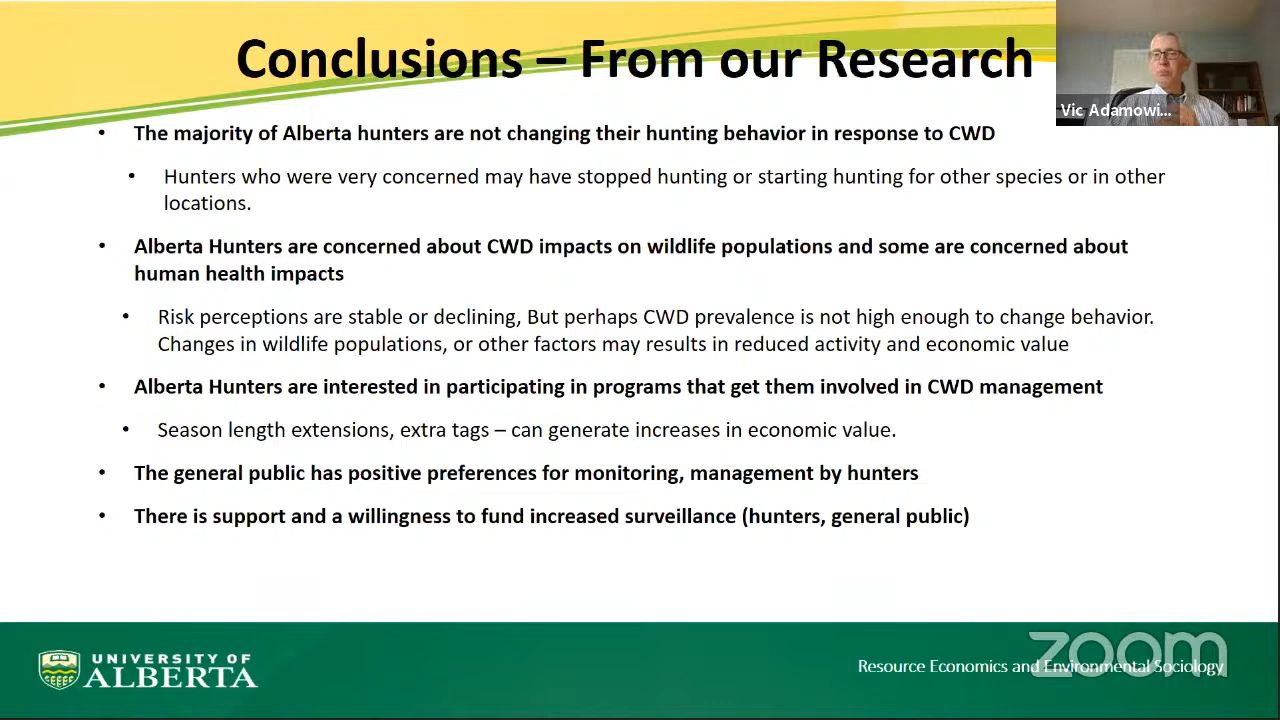 Conclusions – From our Research
Vic Adamowi...
• The majority of Alberta hunters are not changing their hunting behavior in response to CWD
• Hunters who were very concerned may have stopped hunting or starting hunting for other species or in other
locations.
• Alberta Hunters are concerned about CWD impacts on wildlife populations and some are concerned about
human health impacts
• Risk perceptions are stable or declining, But perhaps CWD prevalence is not high enough to change behavior.
Changes in wildlife populations, or other factors may results in reduced activity and economic value
• Alberta Hunters are interested in participating in programs that get them involved in CWD management
• Season length extensions, extra tags – can generate increases in economic value.
• The general public has positive preferences for monitoring, management by hunters
• There is support and a willingness to fund increased surveillance (hunters, general public)
UNIVERSITY OF
ALBERTA
Resource Economics and Environmental Sociology
zoom